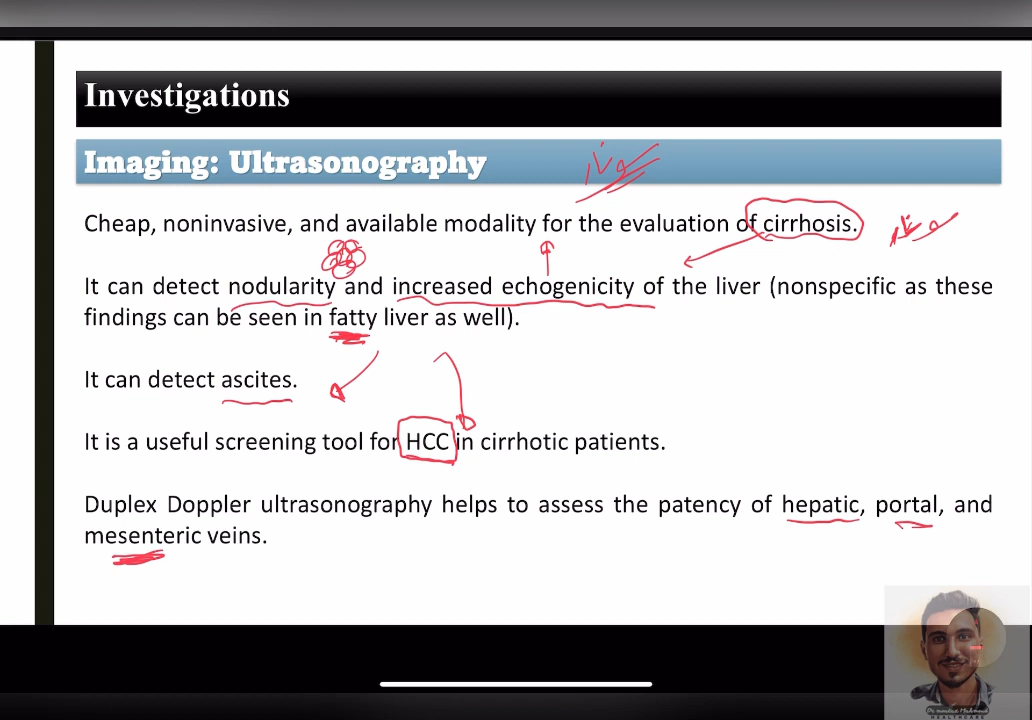 Investigations
Imaging: Ultrasonography
Cheap, noninvasive, and available modality for the evaluation of cirrhosis.
It can detect nodularity and increased echogenicity of the liver (nonspecific as these
findings can be seen in fatty liver as well).
It can detect ascites.
It is a useful screening tool for HCC in cirrhotic patients.
Duplex Doppler ultrasonography helps to assess the patency of hepatic, portal, and
mesenteric veins.